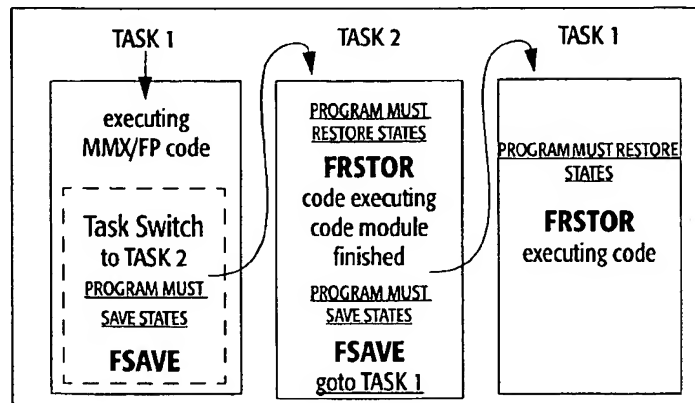 TASK 1
executing
MMX/FP code
Task Switch
to TASK 2
PROGRAM MUST
SAVE STATES
FSAVE
TASK 2
PROGRAM MUST
RESTORE STATES
FRSTOR
code executing
code module
finished
PROGRAM MUST
SAVE STATES
FSAVE
goto TASK 1
TASK 1
PROGRAM MUST RESTORE
STATES
FRSTOR
executing code